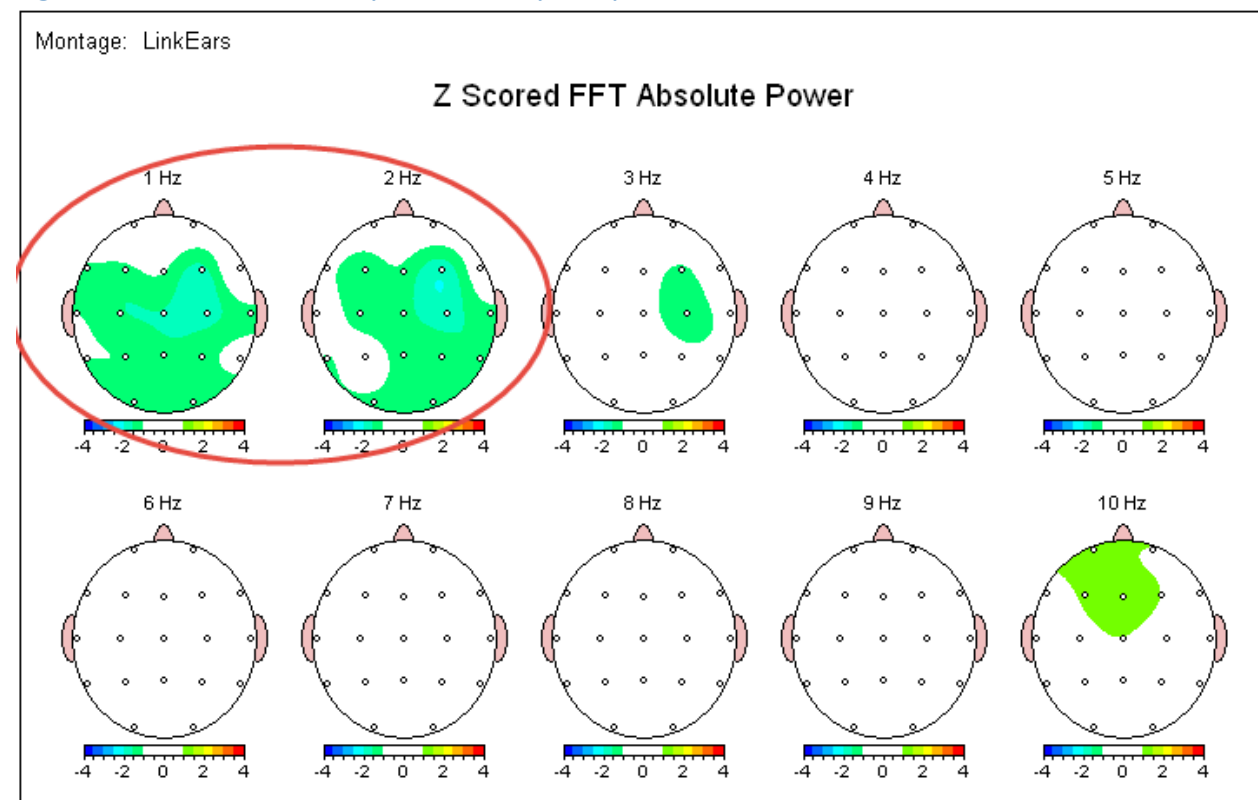 Montage: LinkEars
Z Scored FFT Absolute Power
1 Hz 2 Hz 3 Hz 4 Hz 5 Hz
-4 -2 0 2 4 -4 -2 0 2 4 -4 -2 0 2 4 -4 -2 0 2 4 -4 -2 0 2 4
6 Hz 7 Hz 8 Hz 9 Hz 10 Hz
-4 -2 0 2 4 -4 -2 0 2 4 -4 -2 0 2 4 -4 -2 0 2 4 -4 -2 0 2 4